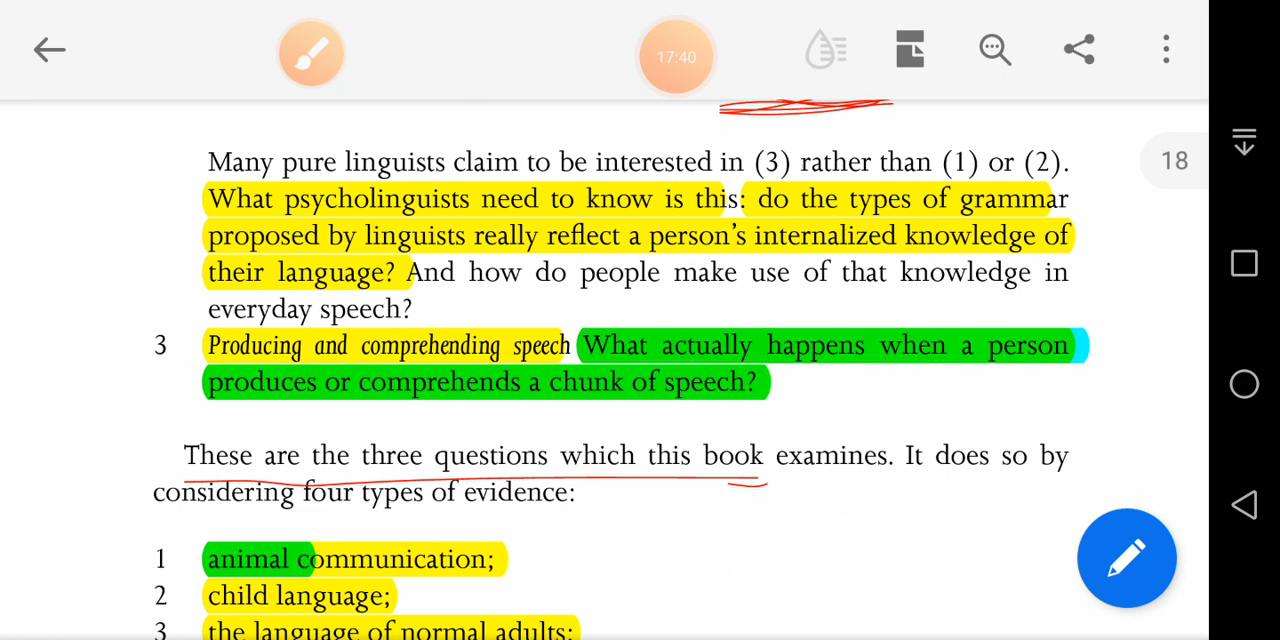 17:40
18
Many pure linguists claim to be interested in (3) rather than (1) or (2).
What psycholinguists need to know is this: do the types of grammar
proposed by linguists really reflect a person's internalized knowledge of
their language? And how do people make use of that knowledge in
everyday speech?
3 Producing and comprehending speech What actually happens when a person
produces or comprehends a chunk of speech?
These are the three questions which this book examines. It does so by
considering four types of evidence:
1 animal communication;
2 child language;
3 the language of normal adults;